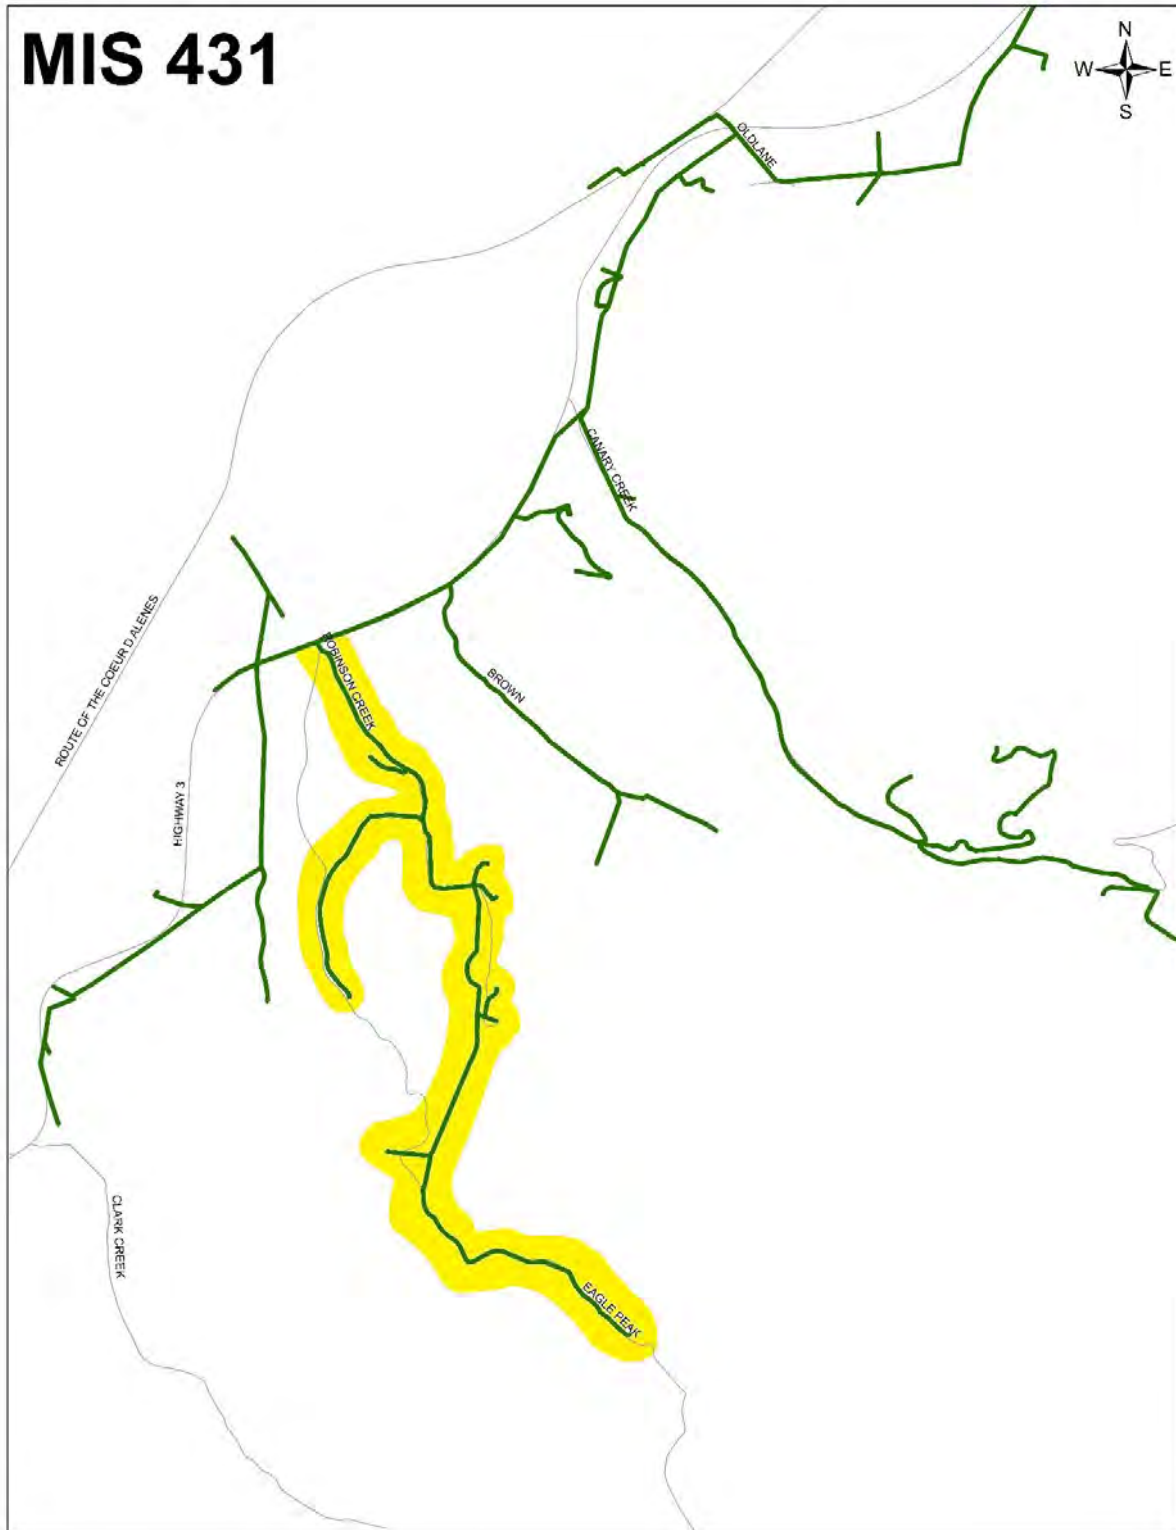 MIS 431
N
W E
S
OLDLANE
CANARY CREEK
ROUTE OF THE COEUR D ALENES
ROBINSON CREEK
BROWN
HIGHWAY 3
CLARK CREEK
EAGLE PEAK